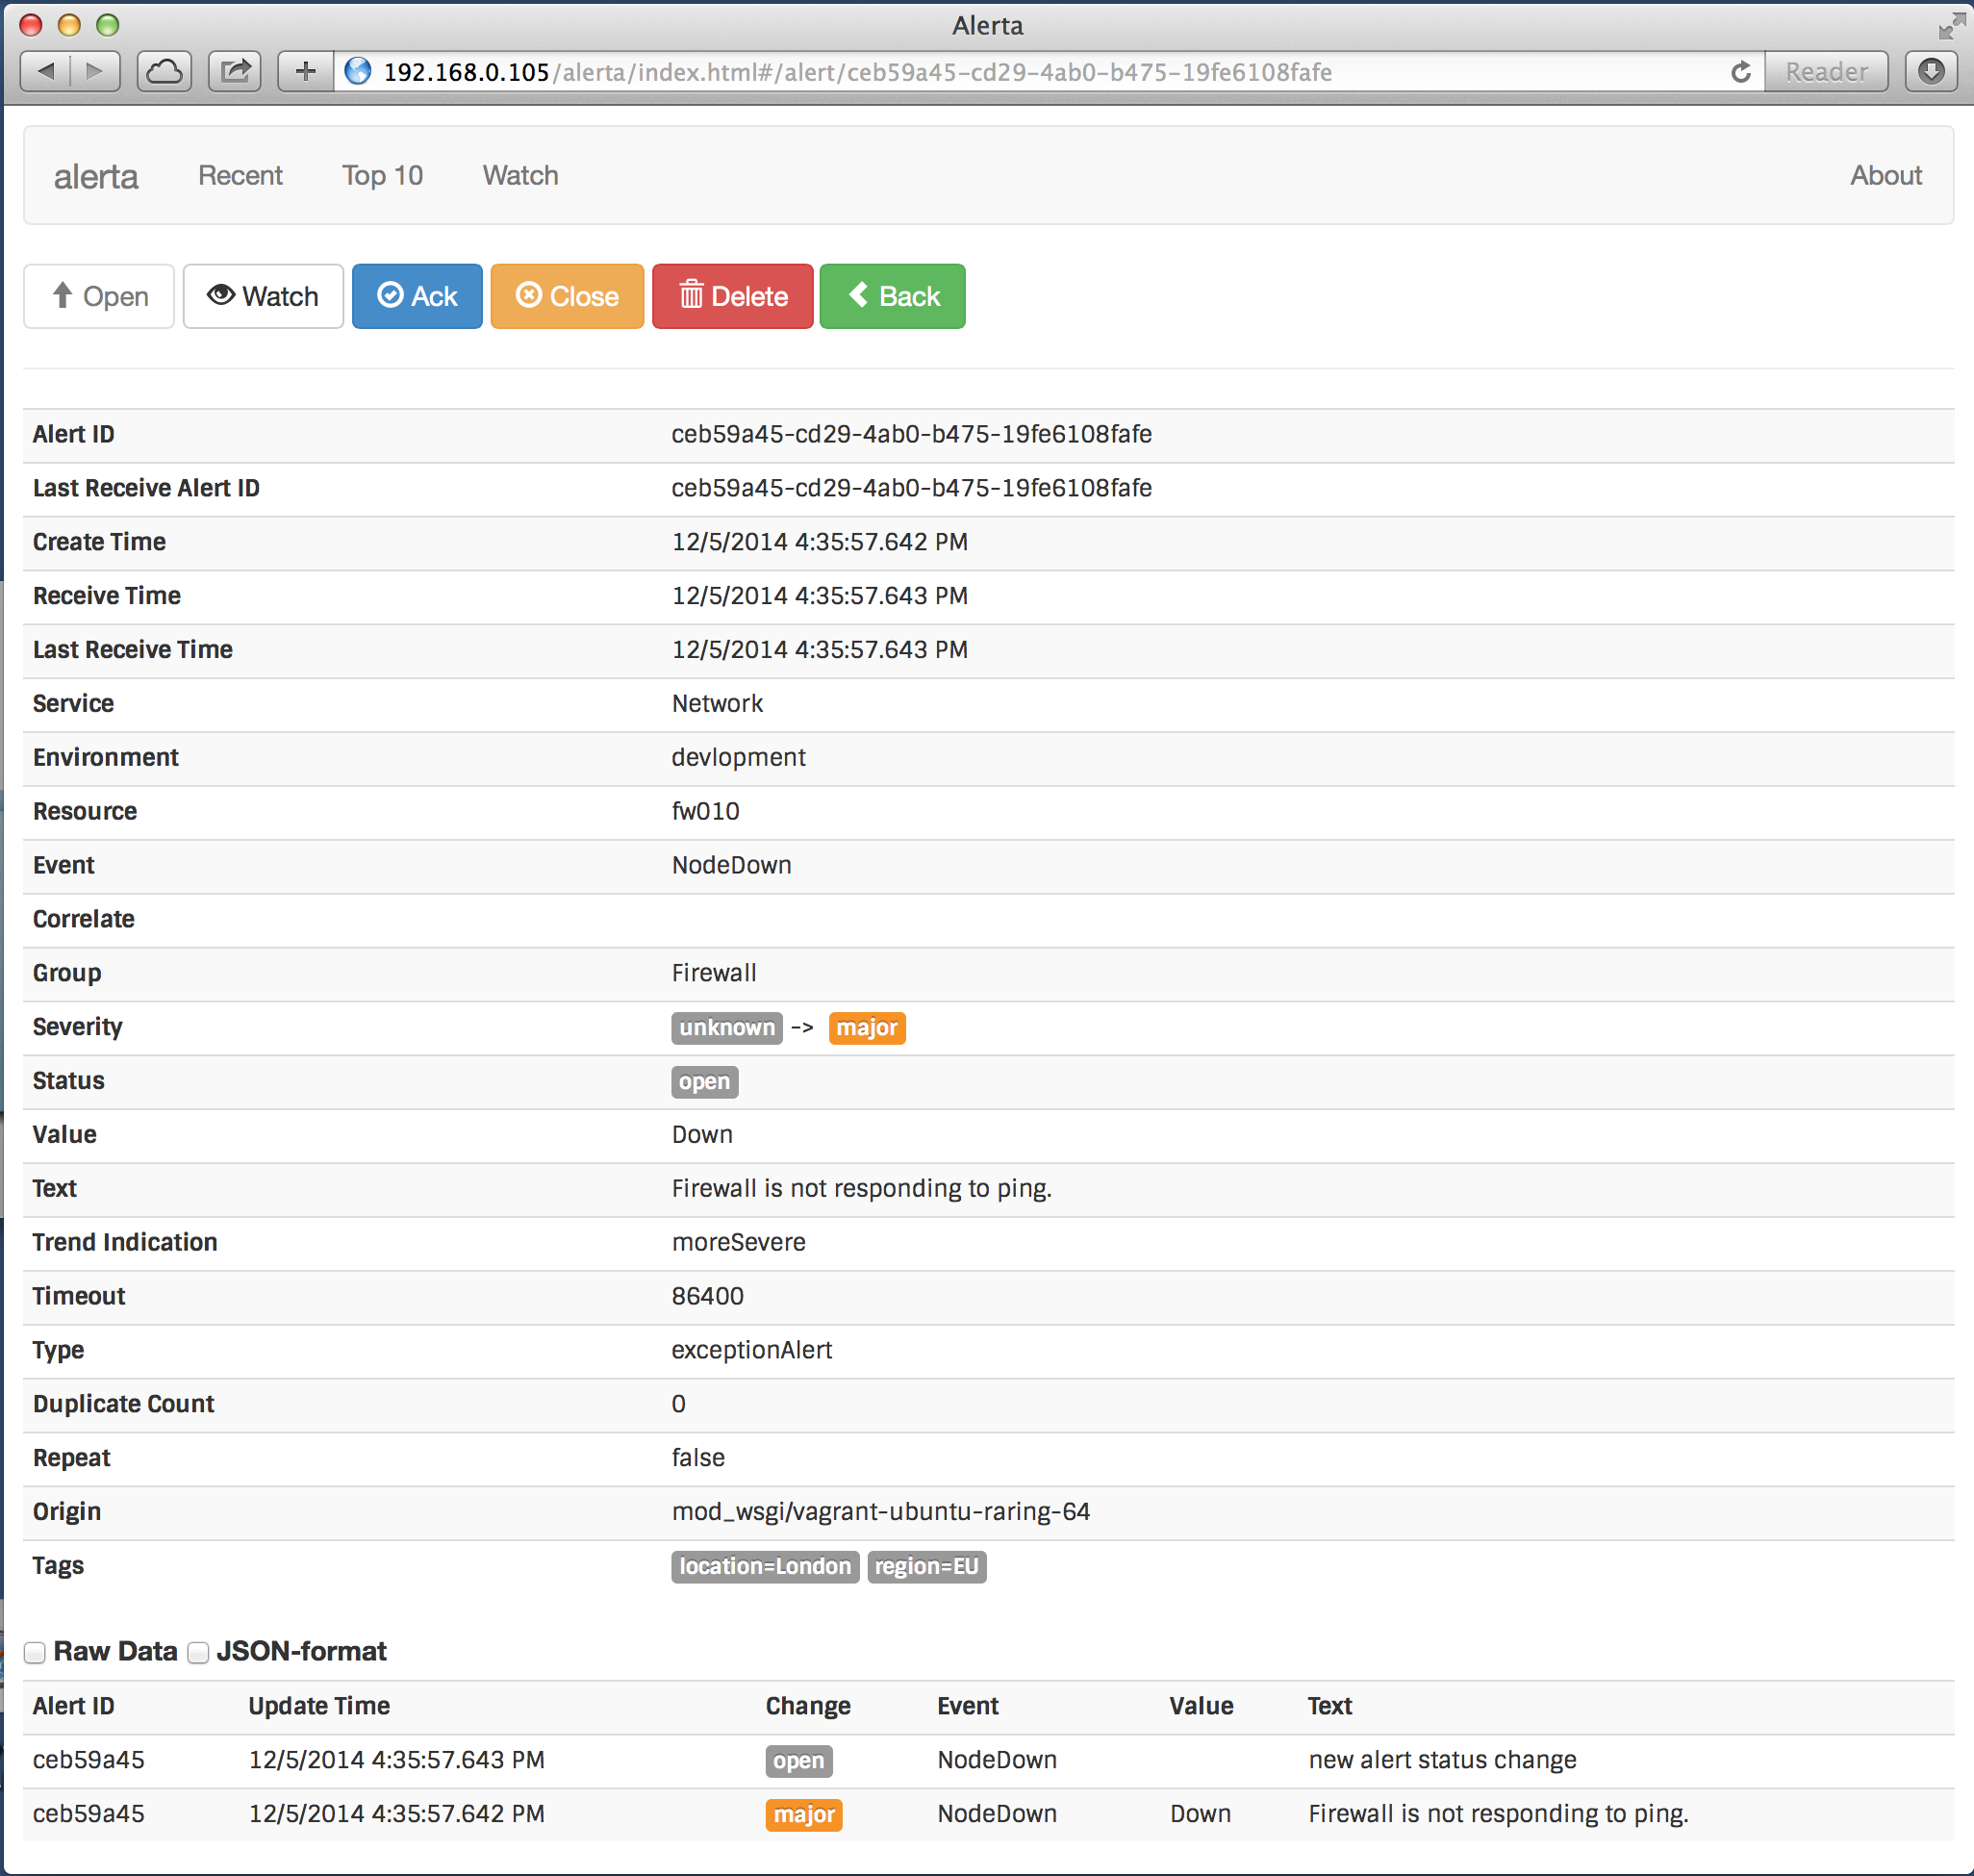 Alerta
192.168.0.105/alerta/index.html#/alert/ceb59a45-cd29-4ab0-b475-19fe6108fafe Reader
alerta Recent Top 10 Watch About
Open Watch Ack Close Delete Back
Alert ID ceb59a45-cd29-4ab0-b475-19fe6108fafe
Last Receive Alert ID ceb59a45-cd29-4ab0-b475-19fe6108fafe
Create Time 12/5/2014 4:35:57.642 PM
Receive Time 12/5/2014 4:35:57.643 PM
Last Receive Time 12/5/2014 4:35:57.643 PM
Service Network
Environment devlopment
Resource fw010
Event NodeDown
Correlate
Group Firewall
Severity unknown -> major
Status open
Value Down
Text Firewall is not responding to ping.
Trend Indication moreSevere
Timeout 86400
Type exceptionAlert
Duplicate Count 0
Repeat false
Origin mod_wsgi/vagrant-ubuntu-raring-64
Tags location=London region=EU
Raw Data JSON-format
Alert ID Update Time Change Event Value Text
ceb59a45 12/5/2014 4:35:57.643 PM open NodeDown new alert status change
ceb59a45 12/5/2014 4:35:57.642 PM major NodeDown Down Firewall is not responding to ping.